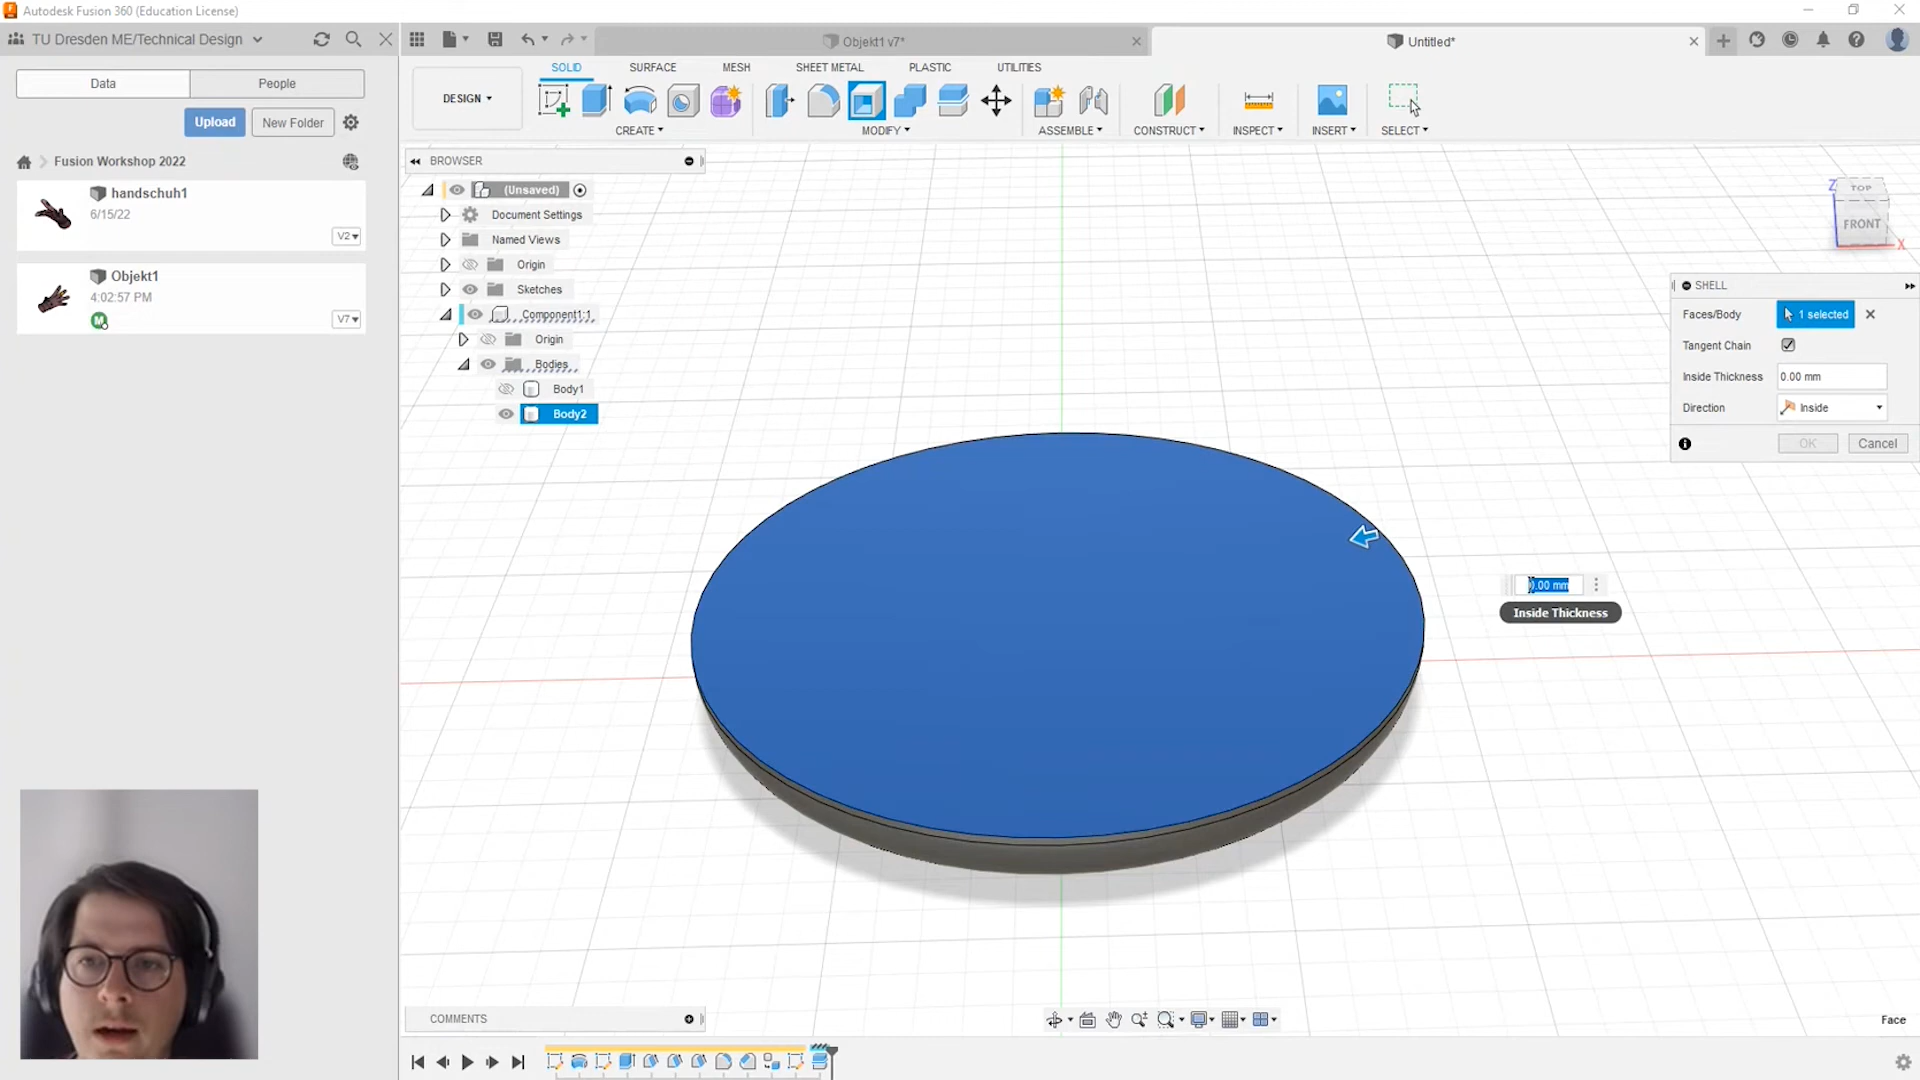 Autodesk Fusion 360 (Education License)
TU Dresden ME/Technical Design
Objekt1 v7*
Untitled*
Data
People
SOLID
SURFACE
MESH
SHEET METAL
PLASTIC
UTILITIES
DESIGN
Upload
New Folder
CREATE
MODIFY
ASSEMBLE
CONSTRUCT
INSPECT
INSERT
SELECT
Fusion Workshop 2022
BROWSER
handschuh1
6/15/22
V2
(Unsaved)
Document Settings
Named Views
Origin
Sketches
Component1:1
Origin
Bodies
Body1
Body2
Objekt1
4:02:57 PM
M
V7
Z
TOP
FRONT
X
SHELL
Faces/Body
1 selected
Tangent Chain
Inside Thickness
0.00 mm
Direction
Inside
OK
Cancel
0.00 mm
Inside Thickness
COMMENTS
Face